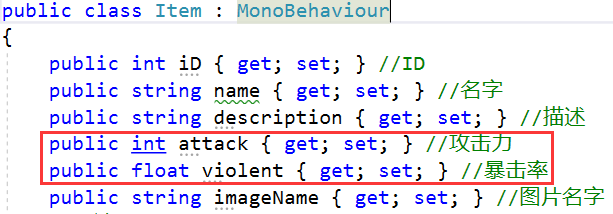 public class Item : MonoBehaviour
{
public int iD { get; set; } //ID
public string name { get; set; } //名字
public string description { get; set; } //描述
public int attack { get; set; } //攻击力
public float violent { get; set; } //暴击率
public string imageName { get; set; } //图片名字